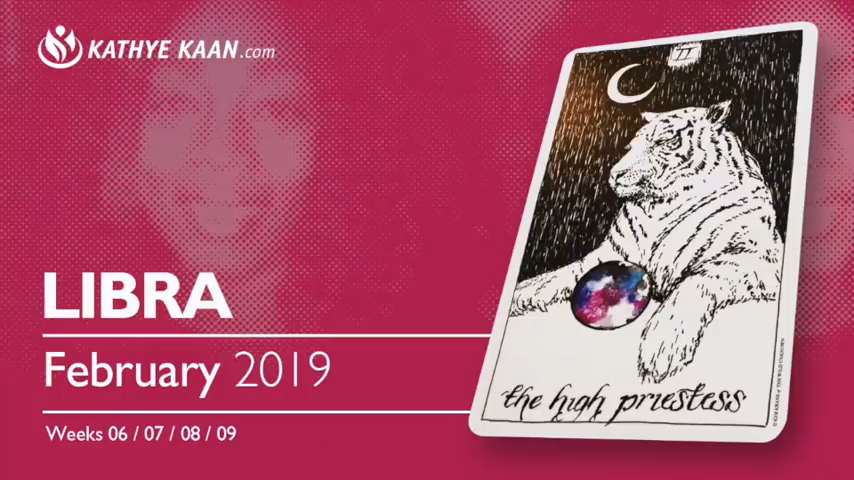 KATHYE KAAN.com
II
LIBRA
February 2019
Weeks 06 / 07 / 08 / 09
the high priestess